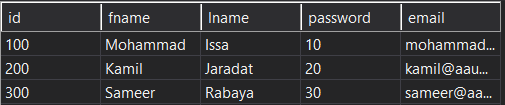 id fname lname password email
100 Mohammad Issa 10 mohammad...
200 Kamil Jaradat 20 kamil@aau...
300 Sameer Rabaya 30 sameer@aa...